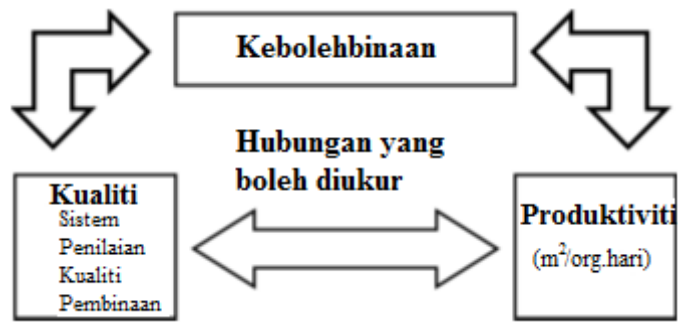 Kebolehbinaan
Hubungan yang
boleh diukur
Kualiti
Sistem
Penilaian
Kualiti
Pembinaan
Produktiviti
(m²/org.hari)